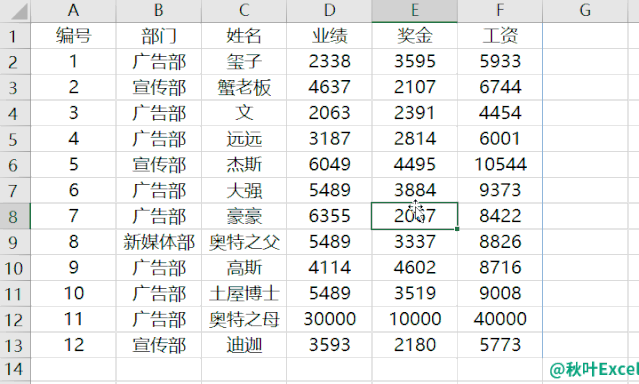 A B C D E F G
1 编号 部门 姓名 业绩 奖金 工资
2 1 广告部 玺子 2338 3595 5933
3 2 宣传部 蟹老板 4637 2107 6744
4 3 广告部 文 2063 2391 4454
5 4 广告部 远远 3187 2814 6001
6 5 宣传部 杰斯 6049 4495 10544
7 6 广告部 大强 5489 3884 9373
8 7 广告部 豪豪 6355 2067 8422
9 8 新媒体部 奥特之父 5489 3337 8826
10 9 广告部 高斯 4114 4602 8716
11 10 广告部 土屋博士 5489 3519 9008
12 11 广告部 奥特之母 30000 10000 40000
13 12 宣传部 迪迦 3593 2180 5773
14
@秋叶Excel